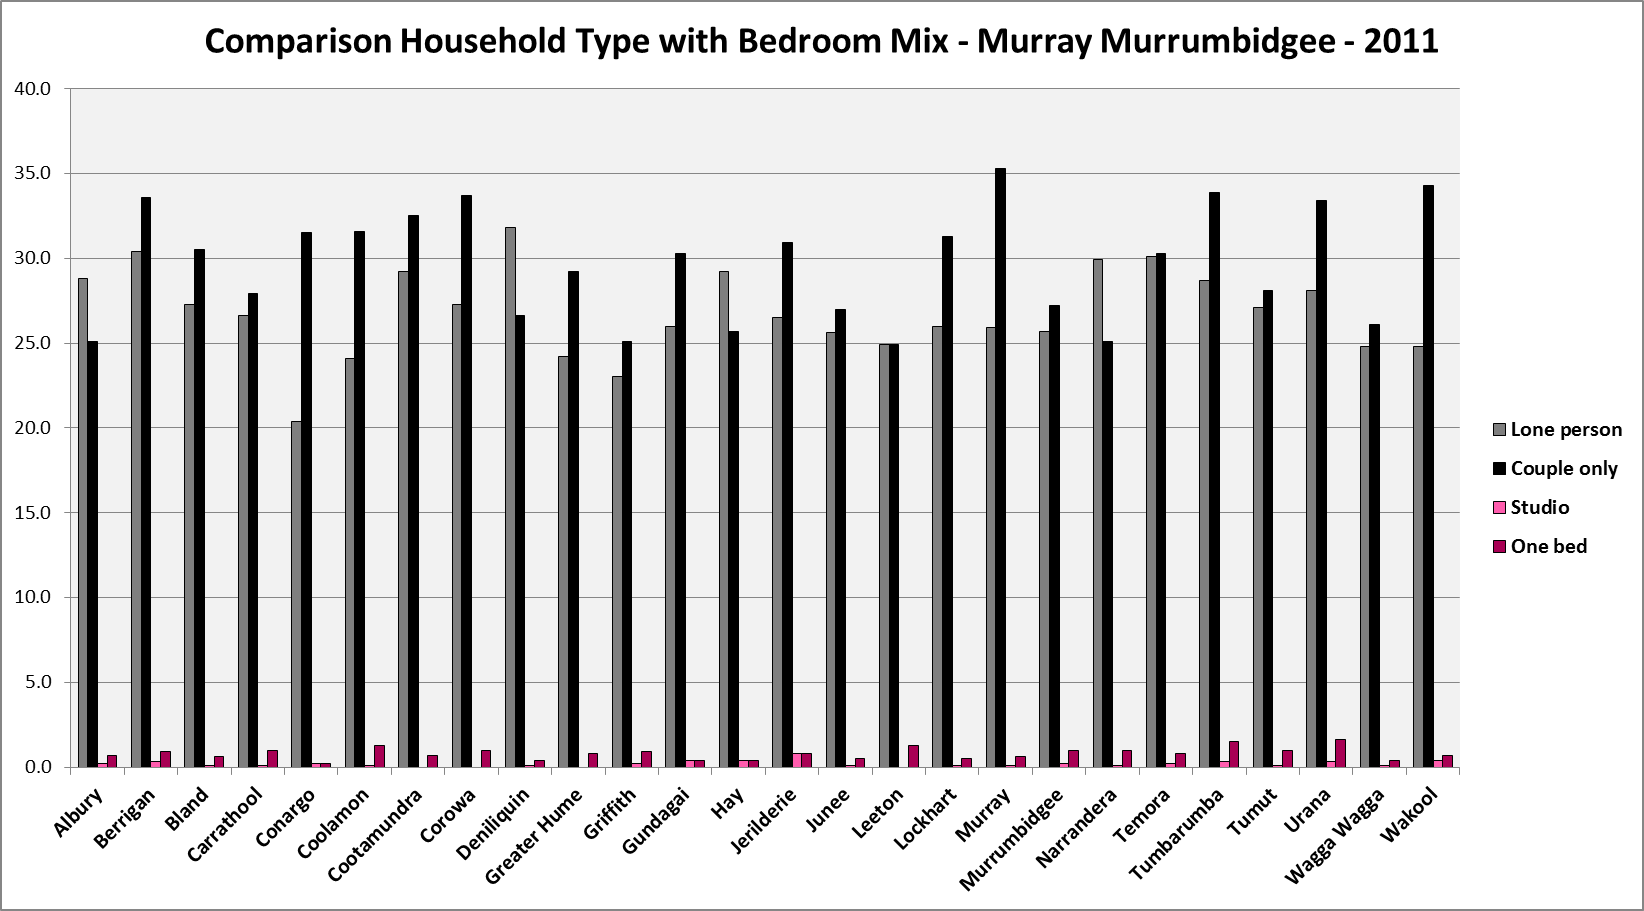 Comparison Household Type with Bedroom Mix - Murray Murrumbidgee - 2011
40.0
35.0
30.0
25.0
20.0
15.0
10.0
5.0
0.0
Lone person
Couple only
Studio
One bed
Albury
Berrigan
Bland
Carrathool
Conargo
Coolamon
Cootamundra
Corowa
Deniliquin
Greater Hume
Griffith
Gundagai
Hay
Jerilderie
Junee
Leeton
Lockhart
Murray
Murrumbidgee
Narrandera
Temora
Tumbarumba
Tumut
Urana
Wagga Wagga
Wakool